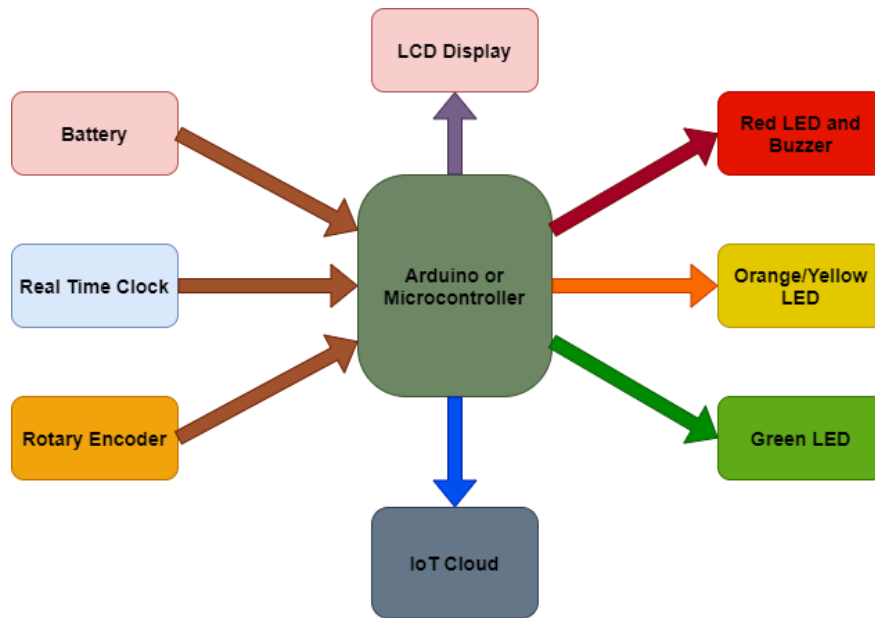 LCD Display
Battery
Red LED and
Buzzer
Real Time Clock
Arduino or
Microcontroller
Orange/Yellow
LED
Rotary Encoder
Green LED
IoT Cloud